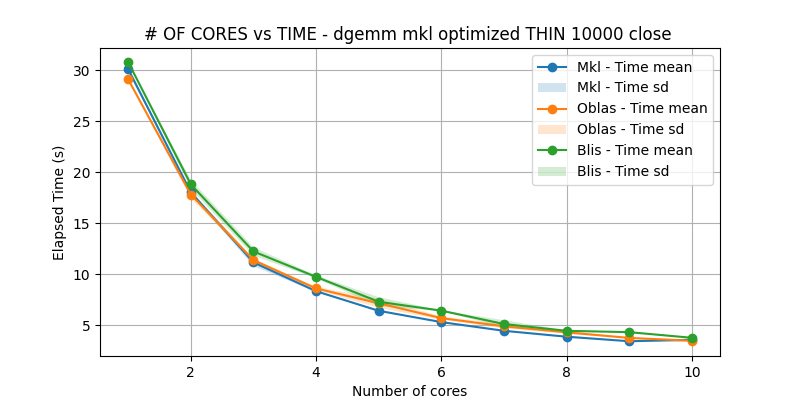 # OF CORES vs TIME - dgemm mkl optimized THIN 10000 close
Elapsed Time (s)
30
25
20
15
10
5
Mkl - Time mean
Mkl - Time sd
Oblas - Time mean
Oblas - Time sd
Blis - Time mean
Blis - Time sd
2 4 6 8 10
Number of cores